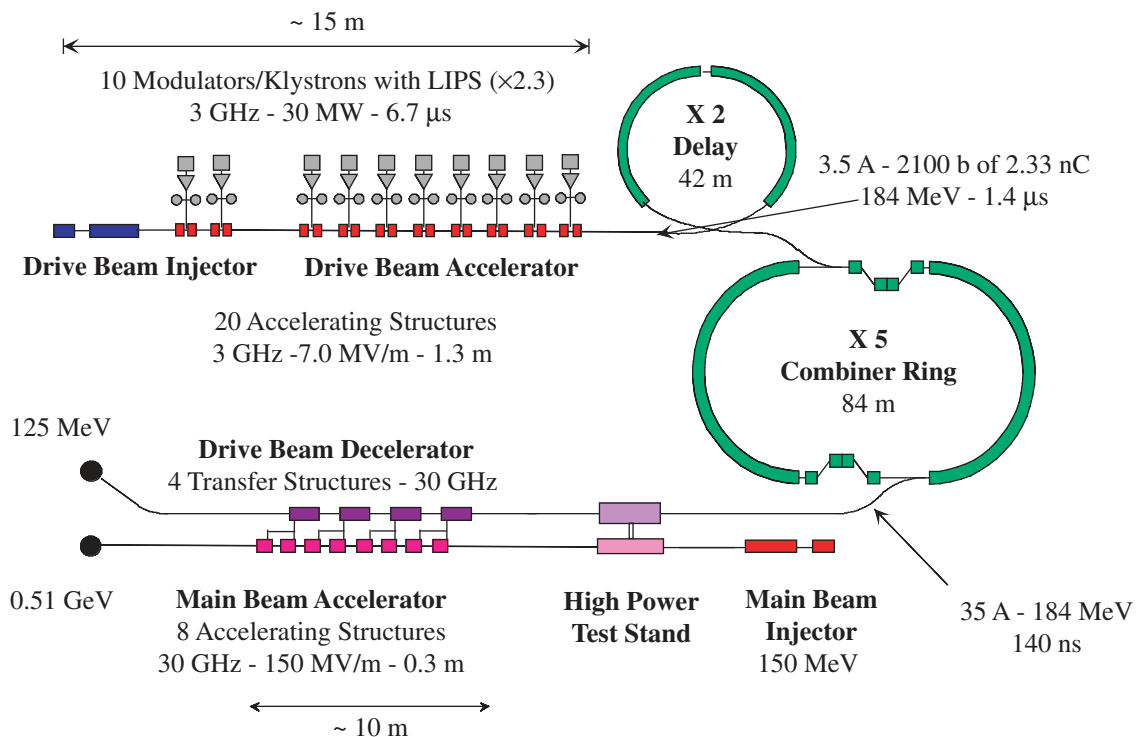 ~ 15 m
10 Modulators/Klystrons with LIPS (×2.3)
3 GHz - 30 MW - 6.7 μs
X 2
Delay
42 m
3.5 A - 2100 b of 2.33 nC
184 MeV - 1.4 μs
Drive Beam Injector
Drive Beam Accelerator
20 Accelerating Structures
3 GHz -7.0 MV/m - 1.3 m
X 5
Combiner Ring
84 m
125 MeV
Drive Beam Decelerator
4 Transfer Structures - 30 GHz
0.51 GeV
Main Beam Accelerator
8 Accelerating Structures
30 GHz - 150 MV/m - 0.3 m
High Power
Test Stand
Main Beam
Injector
150 MeV
35 A - 184 MeV
140 ns
~ 10 m